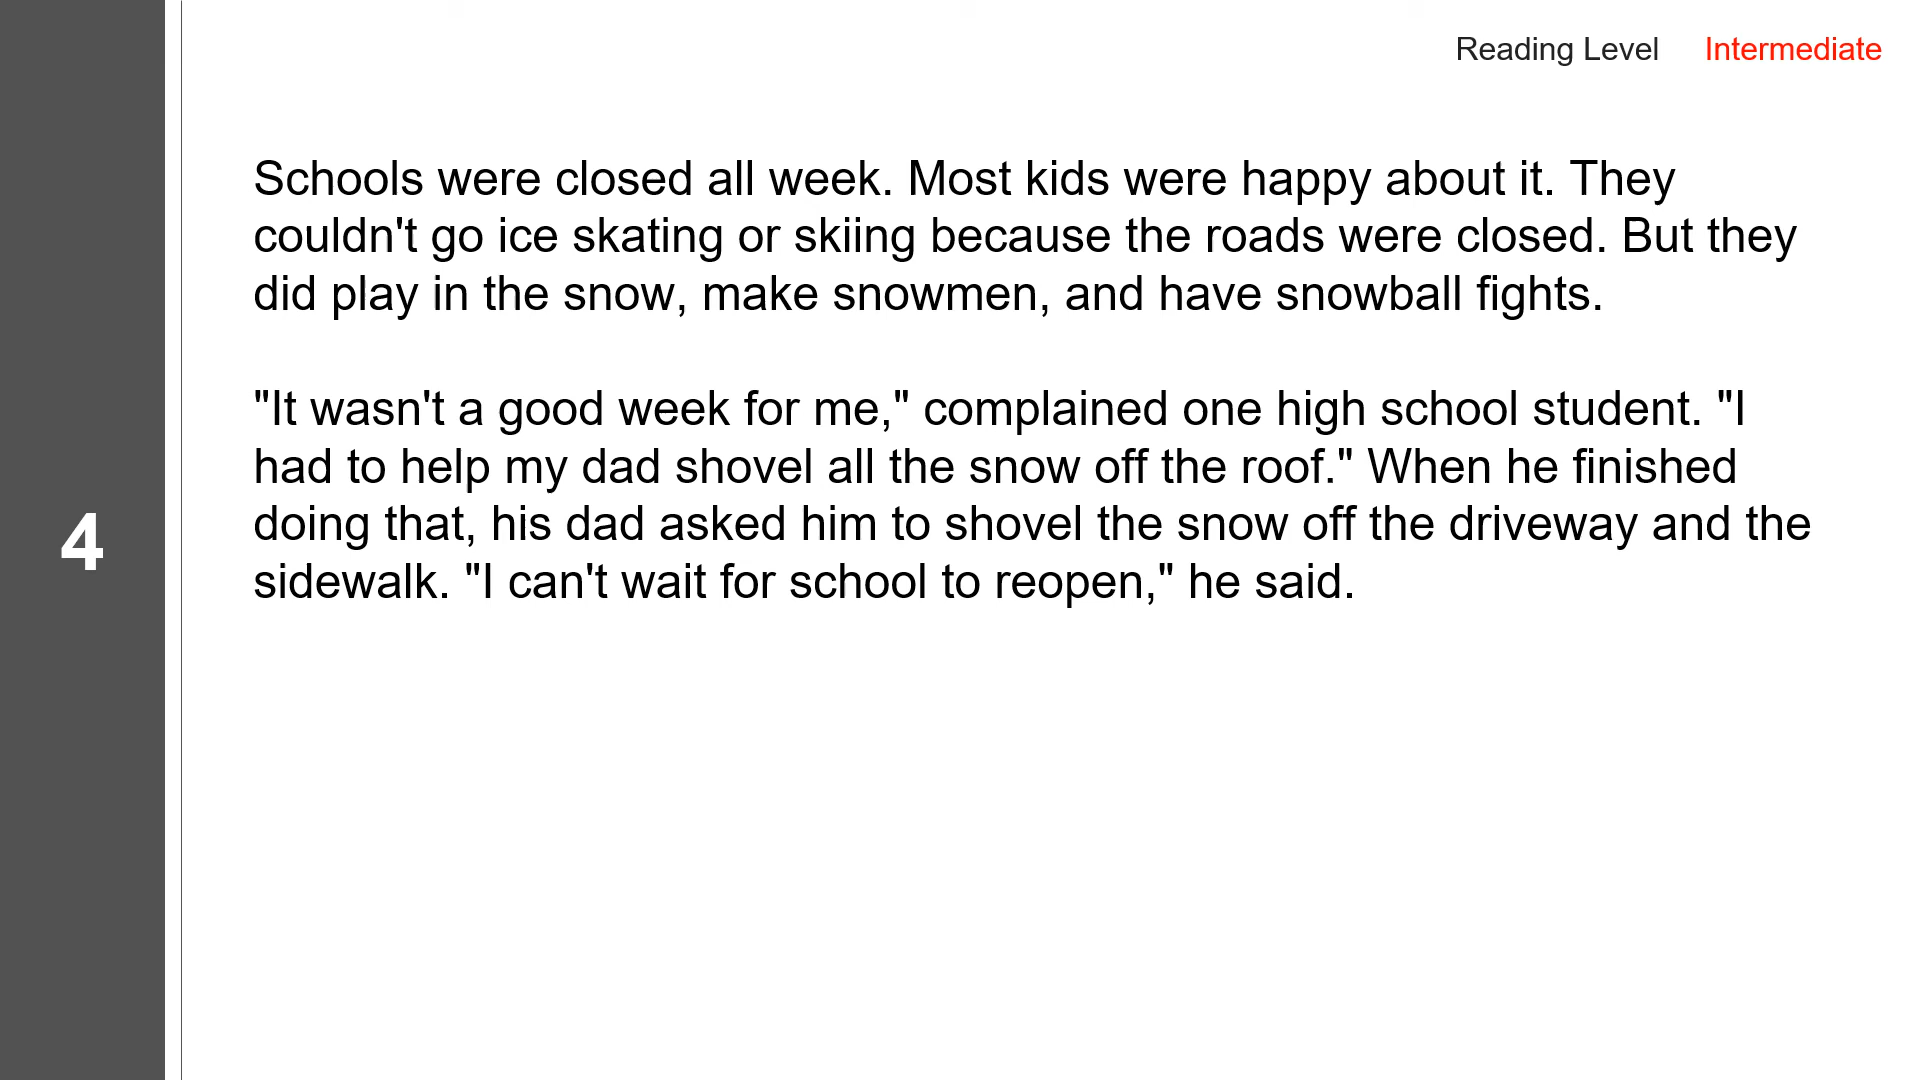 Reading Level Intermediate
Schools were closed all week. Most kids were happy about it. They
couldn't go ice skating or skiing because the roads were closed. But they
did play in the snow, make snowmen, and have snowball fights.
"It wasn't a good week for me," complained one high school student. "I
had to help my dad shovel all the snow off the roof." When he finished
doing that, his dad asked him to shovel the snow off the driveway and the
sidewalk. "I can't wait for school to reopen," he said.
4